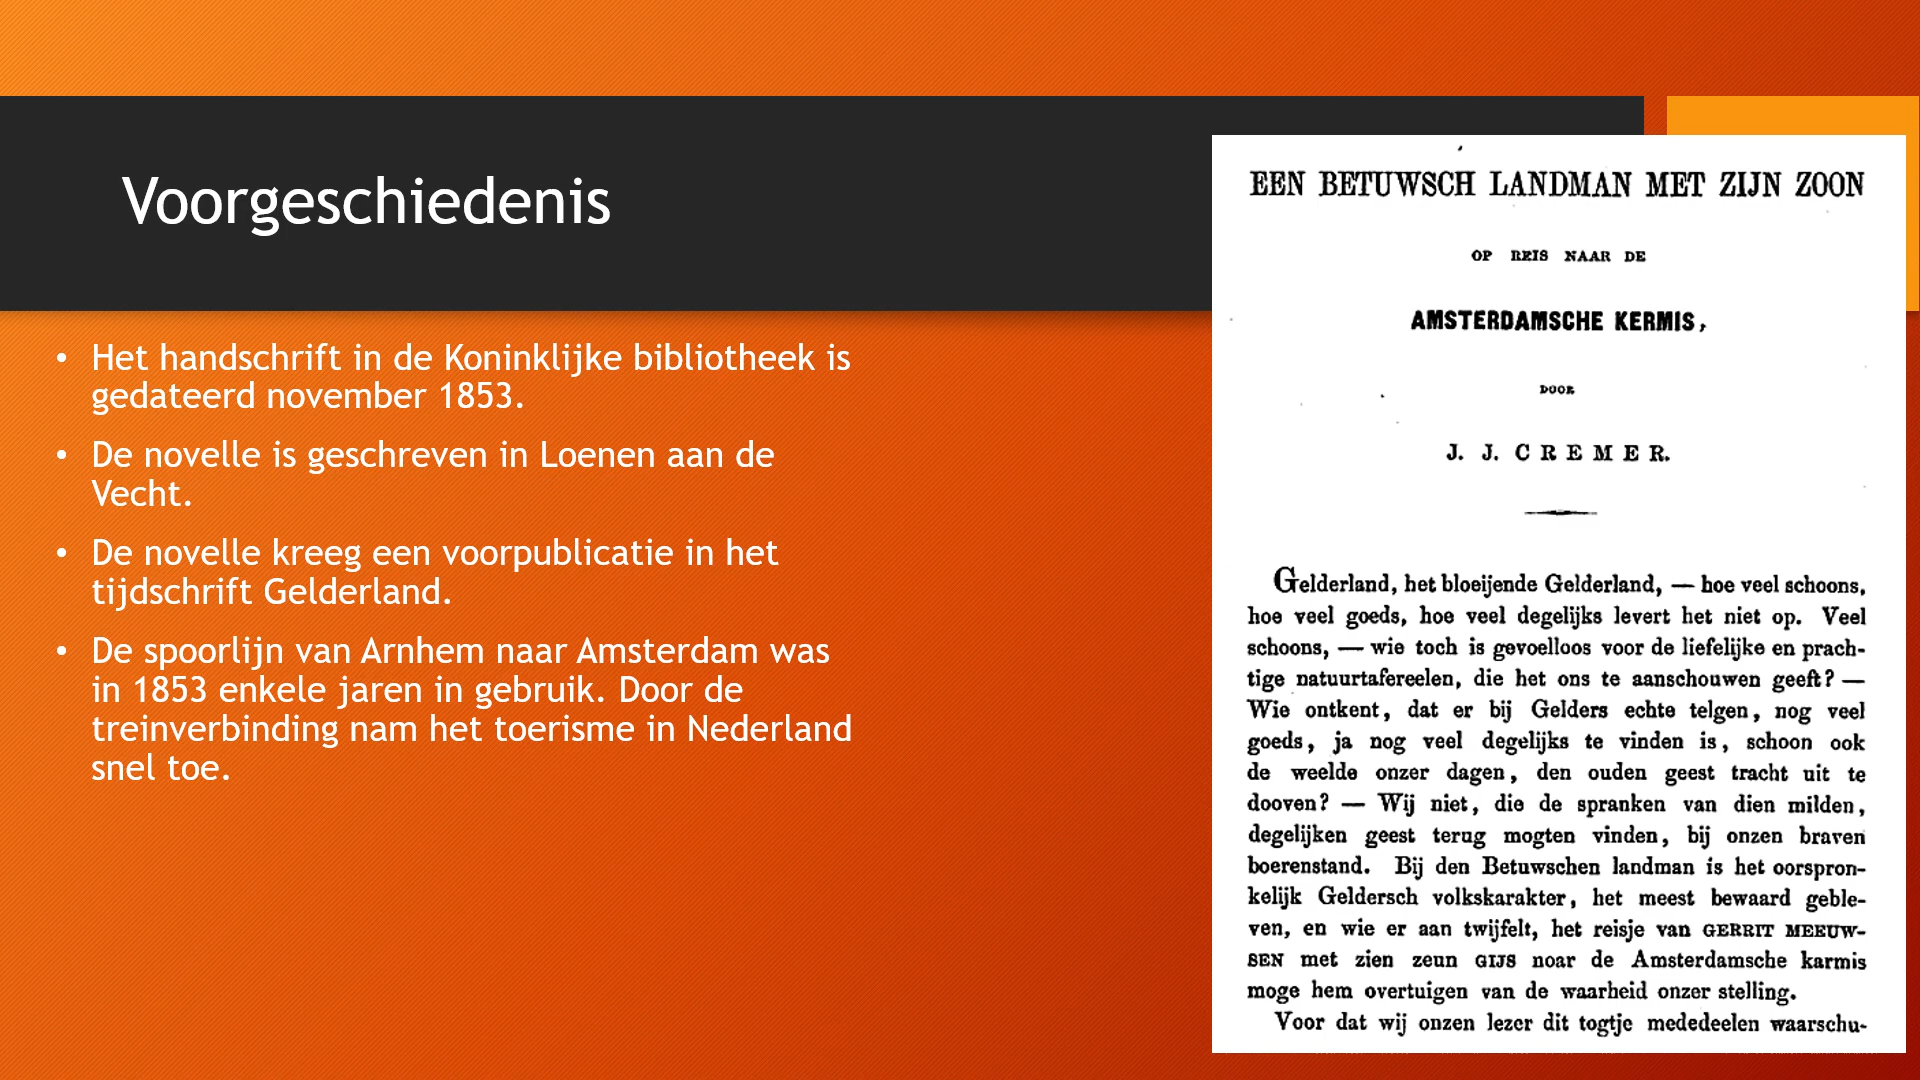 Voorgeschiedenis
• Het handschrift in de Koninklijke bibliotheek is
gedateerd november 1853.
• De novelle is geschreven in Loenen aan de
Vecht.
• De novelle kreeg een voorpublicatie in het
tijdschrift Gelderland.
• De spoorlijn van Arnhem naar Amsterdam was
in 1853 enkele jaren in gebruik. Door de
treinverbinding nam het toerisme in Nederland
snel toe.
EEN BETUWSCH LANDMAN MET ZIJN ZOON
OP REIS NAAR DE
AMSTERDAMSCHE KERMIS,
DOOR
J. J. CREMER.
Gelderland, het bloeijende Gelderland, — hoe veel schoons,
hoe veel goeds, hoe veel degelijks levert het niet op. Veel
schoons, — wie toch is gevoelloos voor de liefelijke en prach-
tige natuurtafereelen, die het ons te aanschouwen geeft? —
Wie ontkent, dat er bij Gelders echte telgen, nog veel
goeds, ja nog veel degelijks te vinden is, schoon ook
de weelde onzer dagen, den ouden geest tracht uit te
dooven? — Wij niet, die de spranken van dien milden,
degelijken geest terug mogten vinden, bij onzen braven
boerenstand. Bij den Betuwschen landman is het oorspron-
kelijk Geldersch volkskarakter, het meest bewaard geble-
ven, en wie er aan twijfelt, het reisje van GERRIT MEEUW-
SEN met zien zeun GIJS noar de Amsterdamsche karmis
moge hem overtuigen van de waarheid onzer stelling.
Voor dat wij onzen lezer dit togtje mededeelen waarschu-